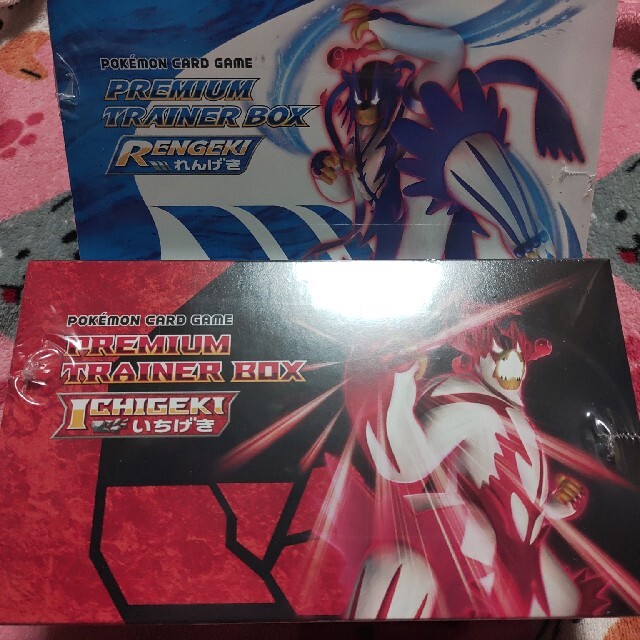 POKÉMON CARD GAME
PREMIUM
TRAINER BOX
RENGEKI
れんげき
POKÉMON CARD GAME
PREMIUM
TRAINER BOX
ICHIGEKI
いちげき